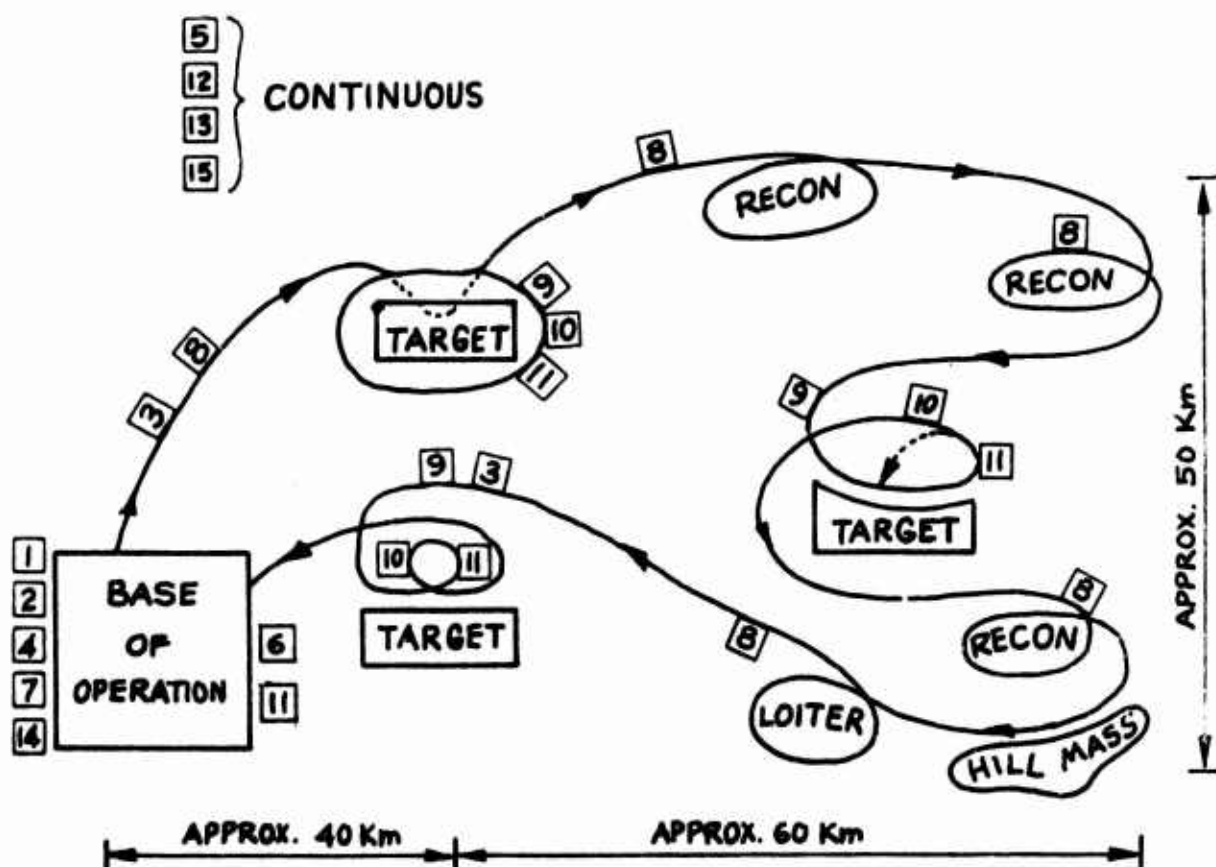 5
12
13
15
CONTINUOUS
8
RECON
8
RECON
3
8
TARGET
9
10
11
9
10
11
TARGET
APPROX. 50 Km
9
3
10
11
TARGET
1
2
4
7
14
BASE
OF
OPERATION
6
11
8
RECON
8
LOITER
HILL MASS
APPROX. 40 Km
APPROX. 60 Km